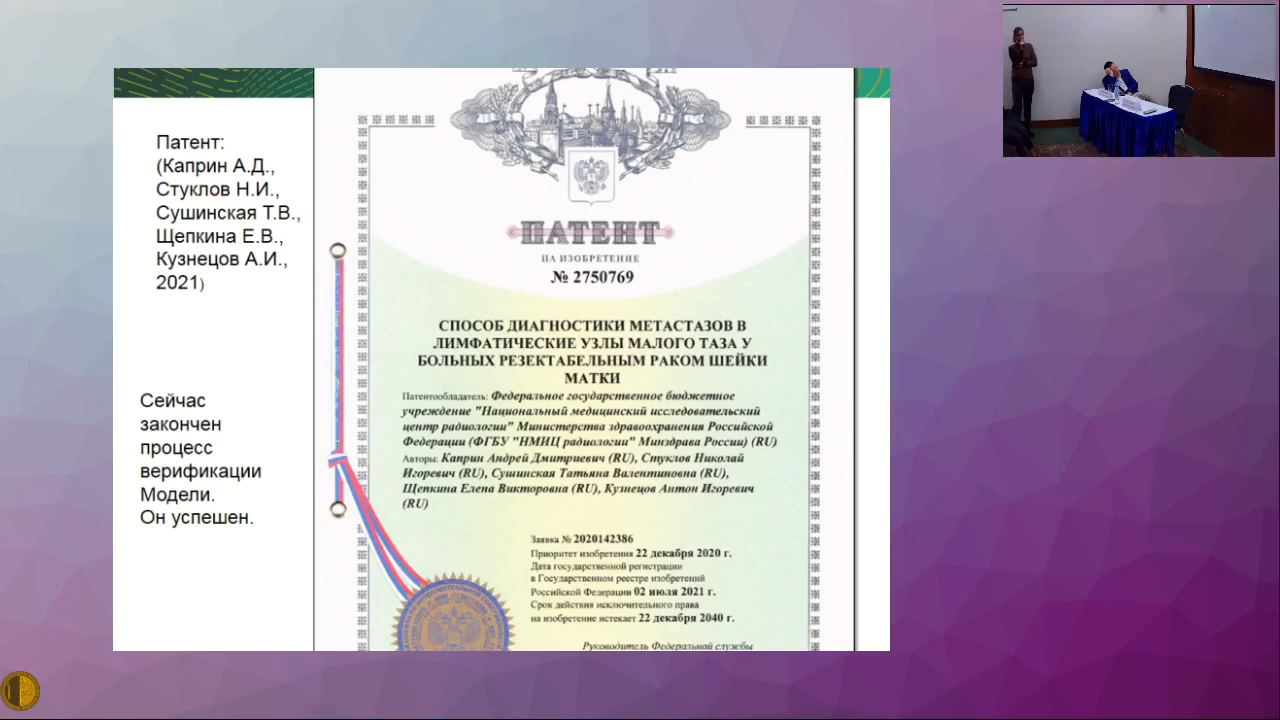 Патент:
(Каприн А.Д.,
Стуклов Н.И.,
Сушинская Т.В.,
Щепкина Е.В.,
Кузнецов А.И.,
2021)
Сейчас
закончен
процесс
верификации
Модели.
Он успешен.
ПАТЕНТ
НА ИЗОБРЕТЕНИЕ
№ 2750769
СПОСОБ ДИАГНОСТИКИ МЕТАСТАЗОВ В
ЛИМФАТИЧЕСКИЕ УЗЛЫ МАЛОГО ТАЗА У
БОЛЬНЫХ РЕЗЕКТАБЕЛЬНЫМ РАКОМ ШЕЙКИ
МАТКИ
Патентообладатель: Федеральное государственное бюджетное
учреждение "Национальный медицинский исследовательский
центр радиологии" Министерства здравоохранения Российской
Федерации (ФГБУ "НМИЦ радиологии" Минздрава России) (RU)
Авторы: Каприн Андрей Дмитриевич (RU), Стуклов Николай
Игоревич (RU), Сушинская Татьяна Валентиновна (RU),
Щепкина Елена Викторовна (RU), Кузнецов Антон Игоревич
(RU)
Заявка № 2020142386
Приоритет изобретения 22 декабря 2020 г.
Дата государственной регистрации
в Государственном реестре изобретений
Российской Федерации 02 июля 2021 г.
Срок действия исключительного права
на изобретение истекает 22 декабря 2040 г.
Руководитель Федеральной службы